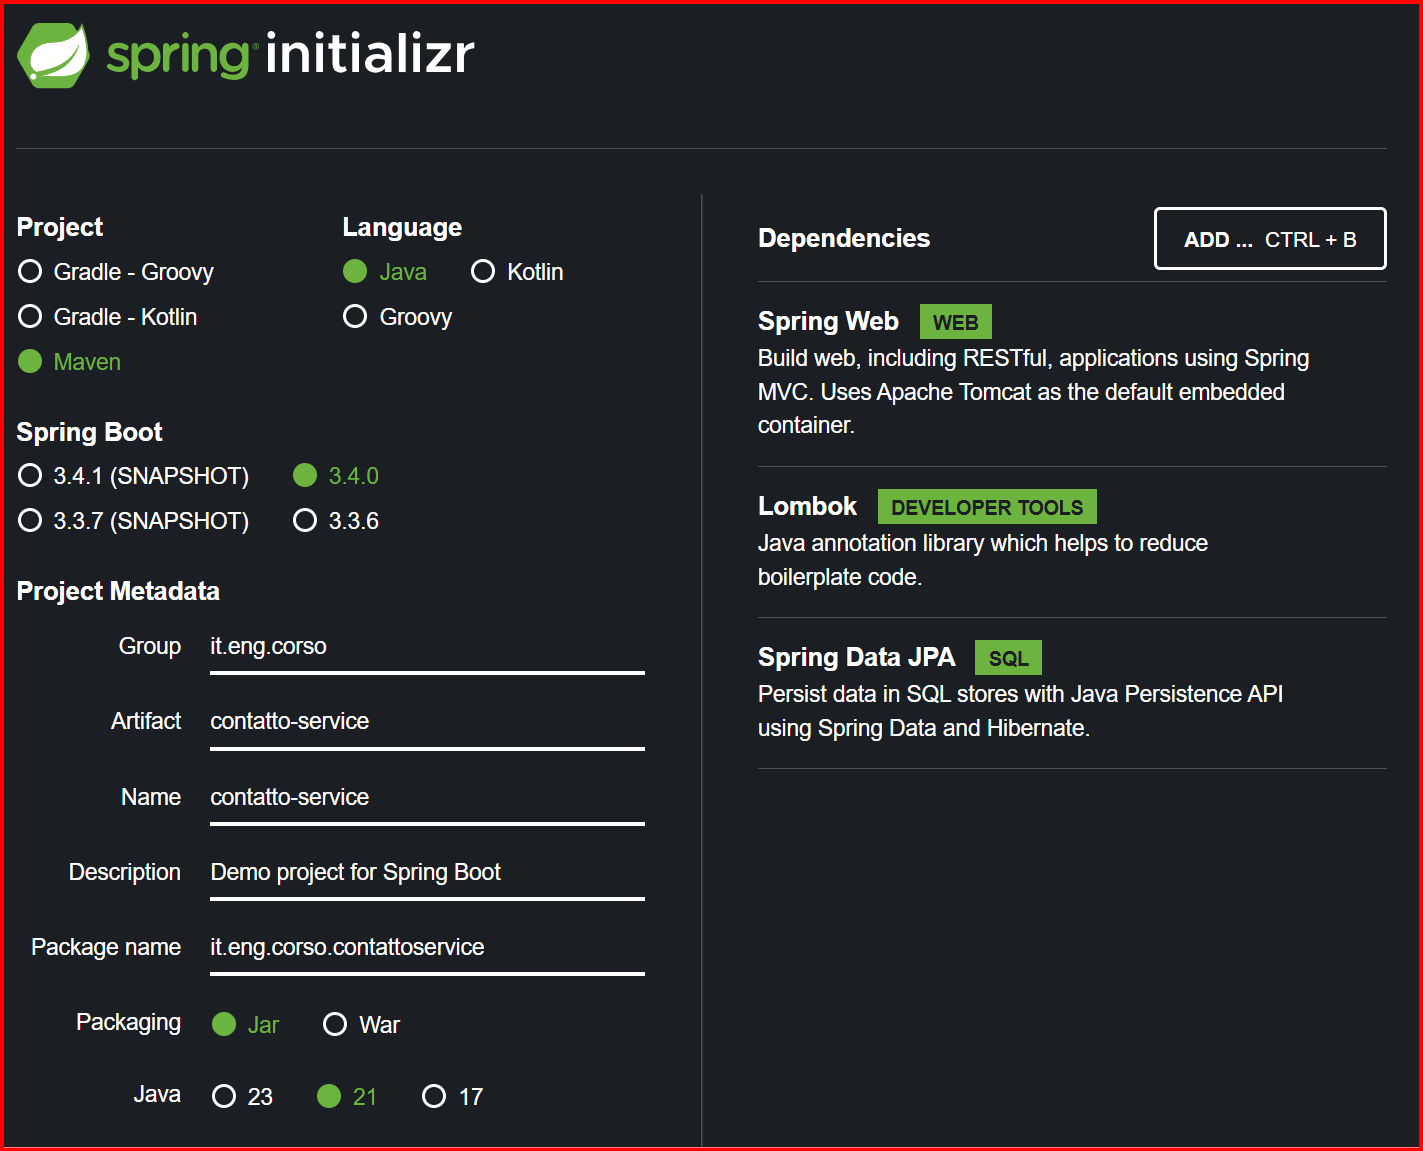 spring initializr
Project
Gradle - Groovy
Gradle - Kotlin
Maven
Language
Java Kotlin
Groovy
Spring Boot
3.4.1 (SNAPSHOT) 3.4.0
3.3.7 (SNAPSHOT) 3.3.6
Project Metadata
Group it.eng.corso
Artifact contatto-service
Name contatto-service
Description Demo project for Spring Boot
Package name it.eng.corso.contattoservice
Packaging Jar War
Java 23 21 17
Dependencies ADD ... CTRL + B
Spring Web WEB
Build web, including RESTful, applications using Spring
MVC. Uses Apache Tomcat as the default embedded
container.
Lombok DEVELOPER TOOLS
Java annotation library which helps to reduce
boilerplate code.
Spring Data JPA SQL
Persist data in SQL stores with Java Persistence API
using Spring Data and Hibernate.